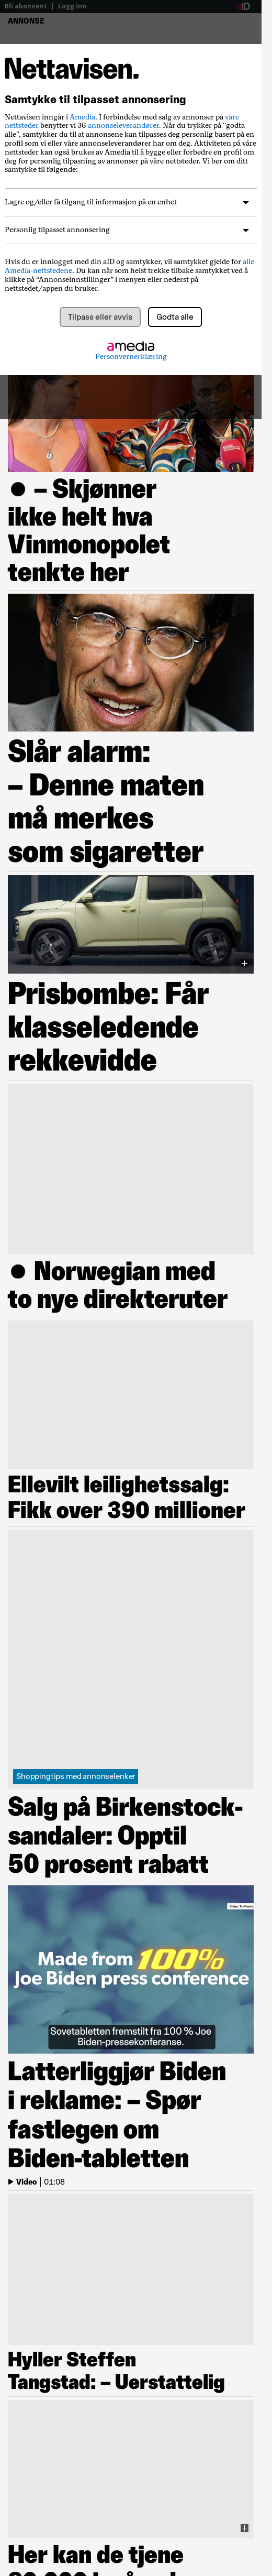 Bli abonnent | Logg inn
aID
ANNONSE
Nettavisen.
Samtykke til tilpasset annonsering
Nettavisen inngår i Amedia. I forbindelse med salg av annonser på våre
nettsteder benytter vi 36 annonseleverandører. Når du trykker på "godta
alle", samtykker du til at annonsene kan tilpasses deg personlig basert på en
profil som vi eller våre annonseleverandører har om deg. Aktiviteten på våre
nettsteder kan også brukes av Amedia til å bygge eller forbedre en profil om
deg for personlig tilpasning av annonser på våre nettsteder. Vi ber om ditt
samtykke til følgende:
Lagre og/eller få tilgang til informasjon på en enhet
Personlig tilpasset annonsering
Hvis du er innlogget med din aID og samtykker, vil samtykket gjelde for alle
Amedia-nettstedene. Du kan når som helst trekke tilbake samtykket ved å
klikke på “Annonseinnstillinger” i menyen eller nederst på
nettstedet/appen du bruker.
Tilpass eller avvis
Godta alle
amedia
Personvernerklæring
● – Skjønner
ikke helt hva
Vinmonopolet
tenkte her
Slår alarm:
– Denne maten
må merkes
som sigaretter
Prisbombe: Får
klasseledende
rekkevidde
● Norwegian med
to nye direkteruter
Ellevilt leilighetssalg:
Fikk over 390 millioner
Shoppingtips med annonselenker
Salg på Birkenstock-
sandaler: Opptil
50 prosent rabatt
Made from 100%
Joe Biden press conference
Sovetabletten fremstilt fra 100 % Joe
Biden-pressekonferanse.
Latterliggjør Biden
i reklame: – Spør
fastlegen om
Biden-tabletten
Video | 01:08
Hyller Steffen
Tangstad: – Uerstattelig
Her kan de tjene